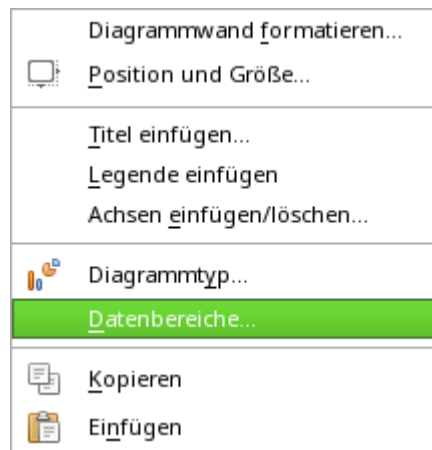 Diagrammwand formatieren...
Position und Größe...
Titel einfügen...
Legende einfügen
Achsen einfügen/löschen...
Diagrammtyp...
Datenbereiche...
Kopieren
Einfügen